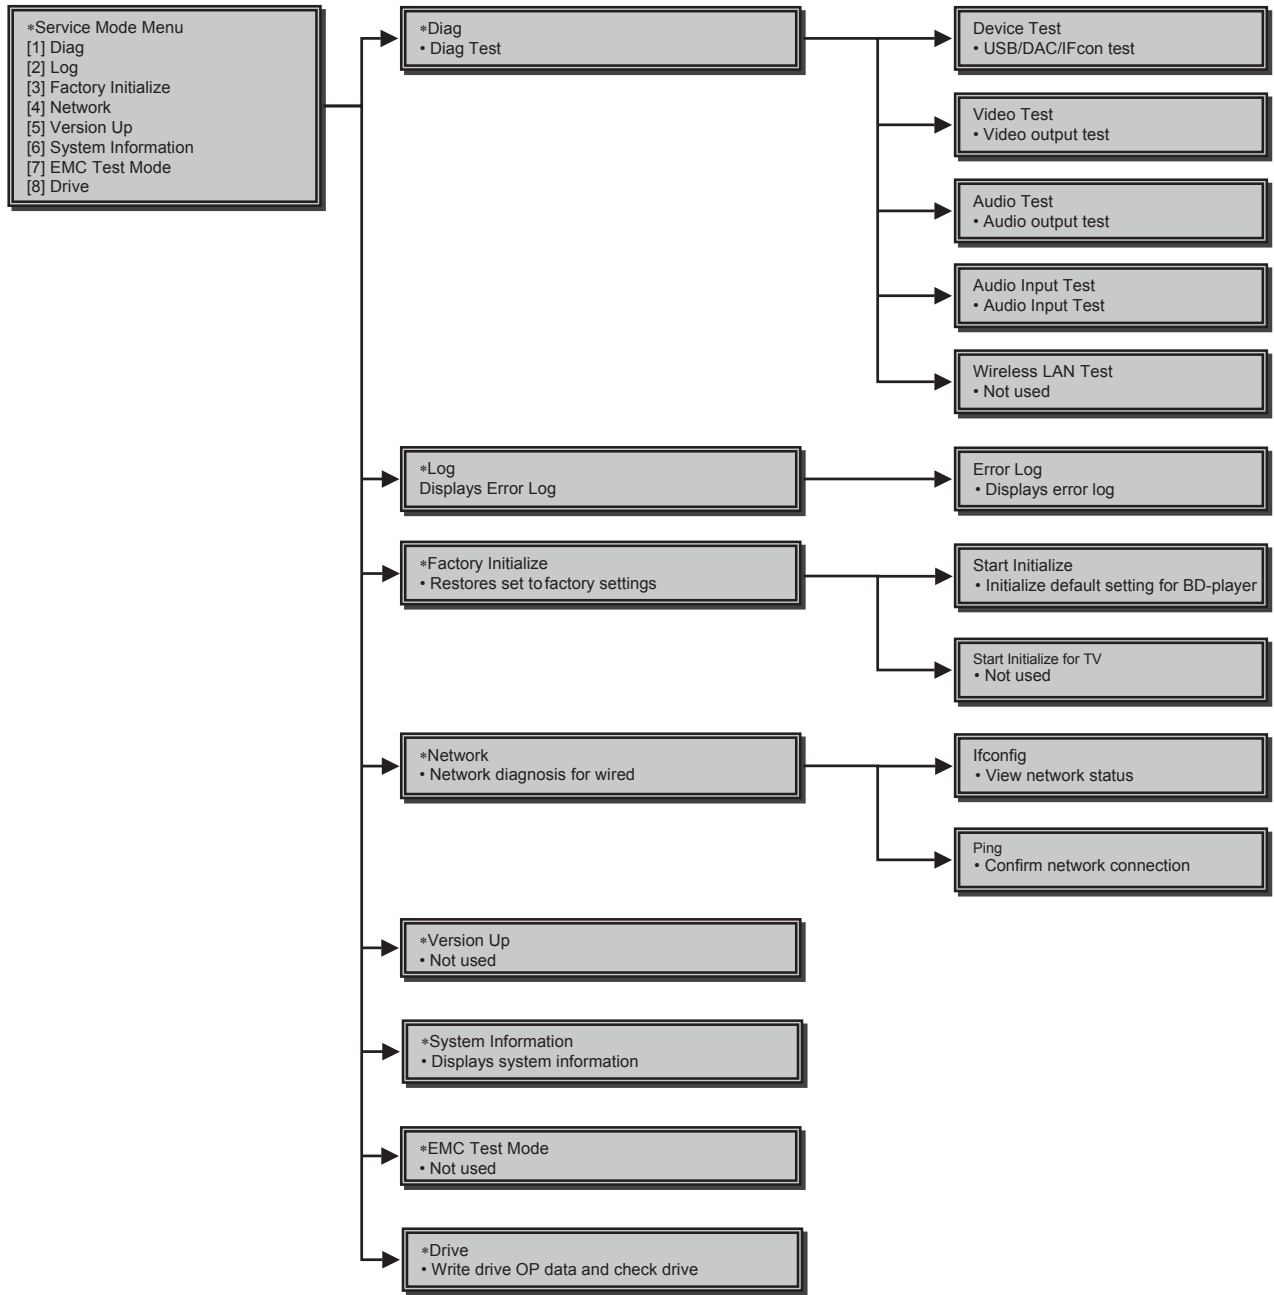 *Service Mode Menu
[1] Diag
[2] Log
[3] Factory Initialize
[4] Network
[5] Version Up
[6] System Information
[7] EMC Test Mode
[8] Drive
*Diag
• Diag Test
Device Test
• USB/DAC/IFcon test
Video Test
• Video output test
Audio Test
• Audio output test
Audio Input Test
• Audio Input Test
Wireless LAN Test
• Not used
*Log
Displays Error Log
Error Log
• Displays error log
*Factory Initialize
• Restores set to factory settings
Start Initialize
• Initialize default setting for BD-player
Start Initialize for TV
• Not used
*Network
• Network diagnosis for wired
Ifconfig
• View network status
Ping
• Confirm network connection
*Version Up
• Not used
*System Information
• Displays system information
*EMC Test Mode
• Not used
*Drive
• Write drive OP data and check drive